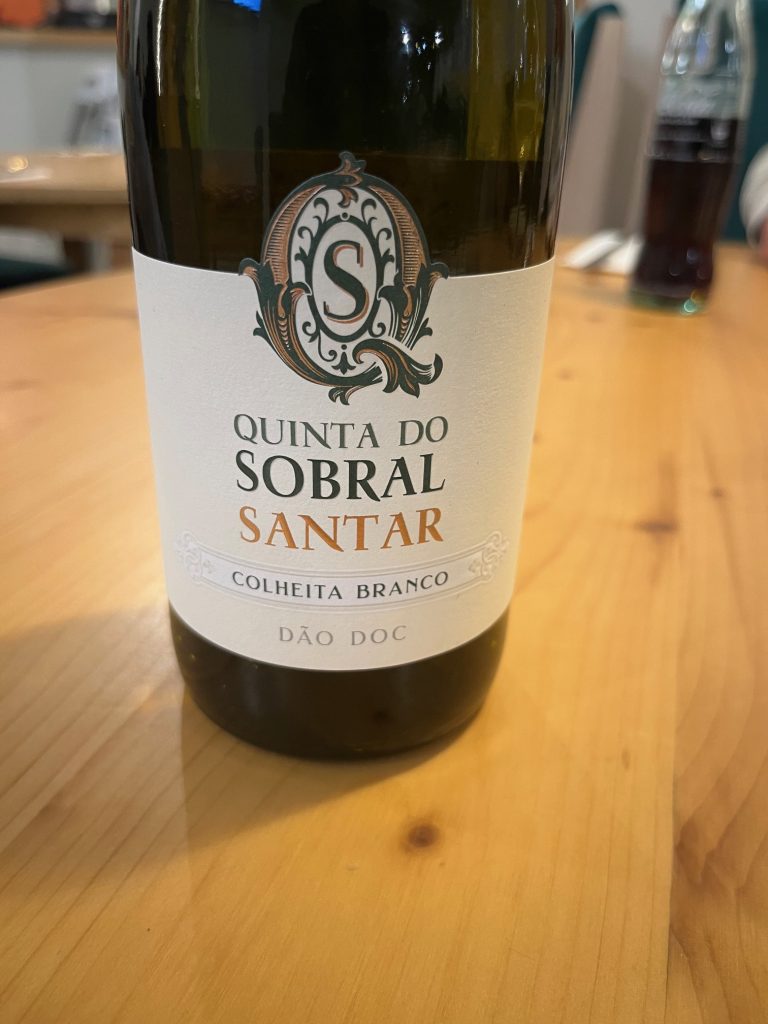 S
QUINTA DO
SOBRAL
SANTAR
COLHEITA BRANCO
DÃO DOC